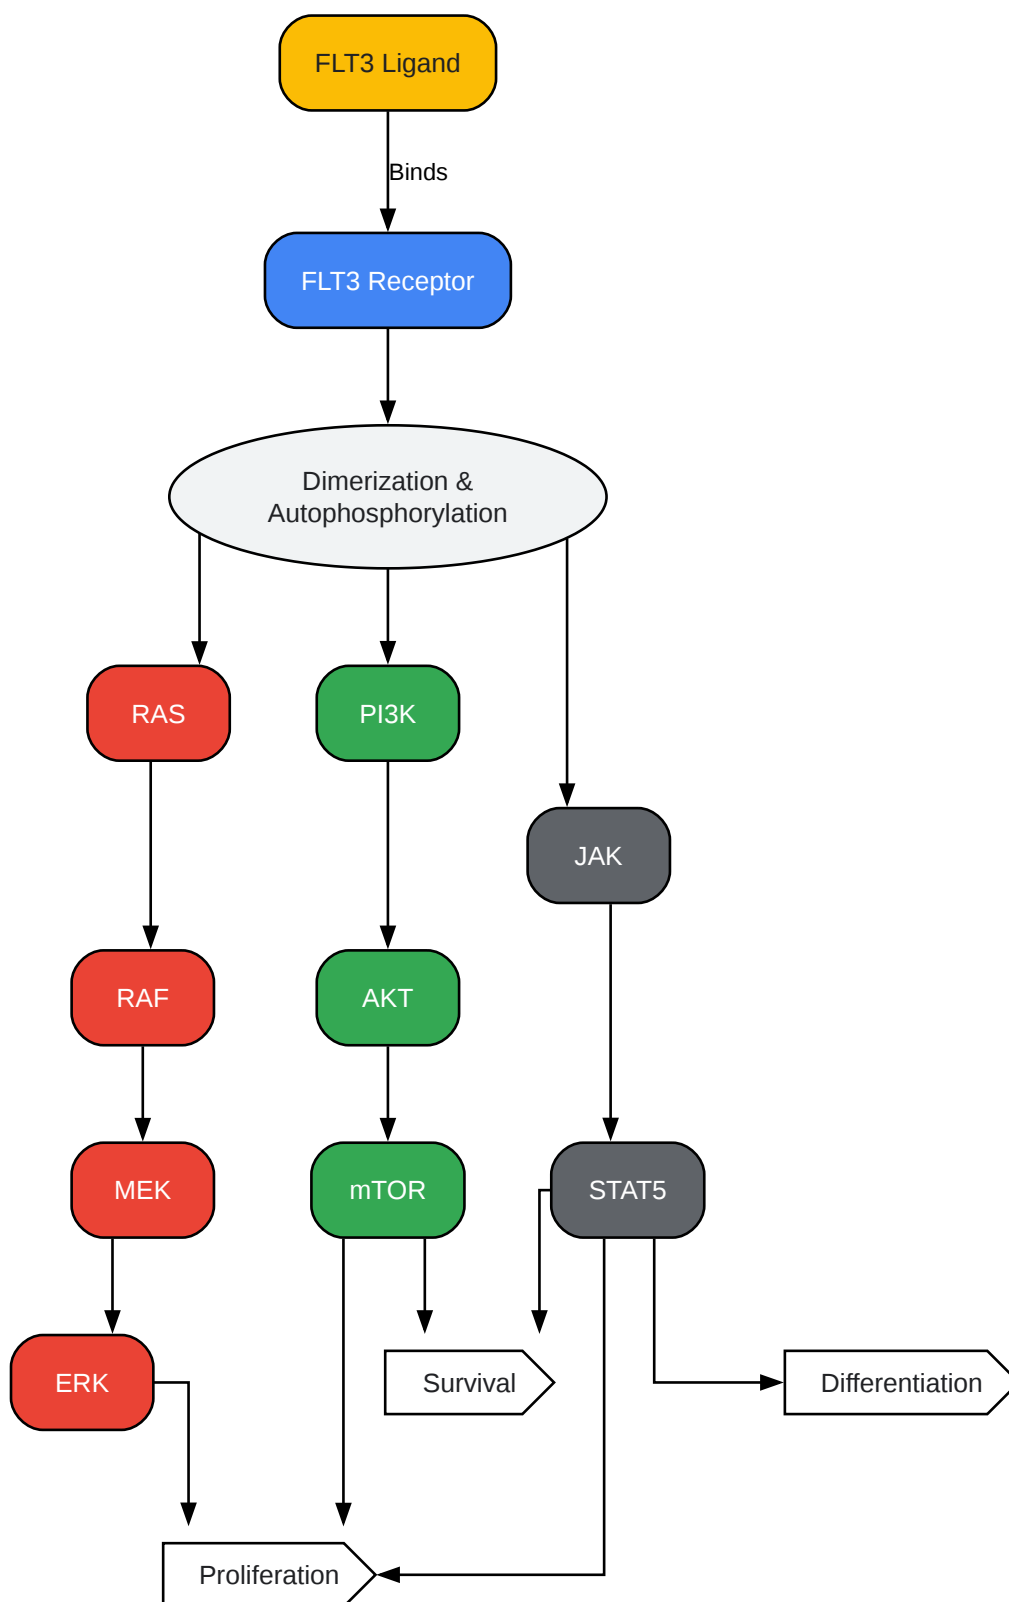 FLT3 Ligand
Binds
FLT3 Receptor
Dimerization &
Autophosphorylation
RAS
PI3K
JAK
RAF
AKT
MEK
mTOR
STAT5
ERK
Survival
Differentiation
Proliferation